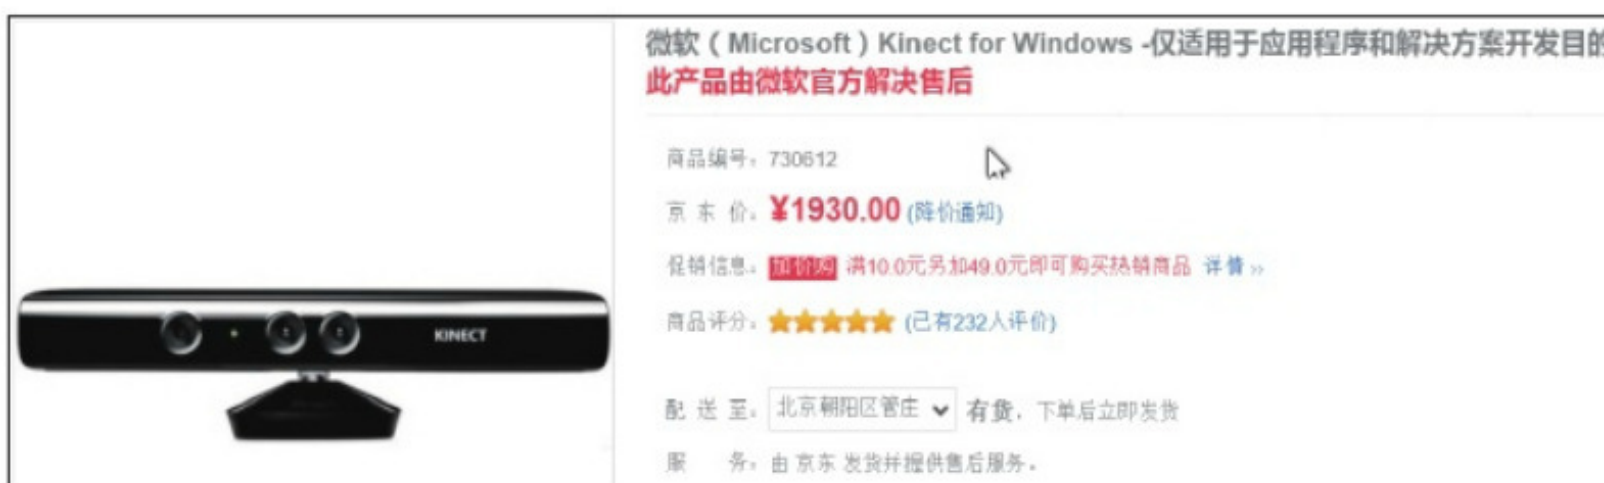 微软（Microsoft）Kinect for Windows -仅适用于应用程序和解决方案开发目的
此产品由微软官方解决售后
商品编号：730612
京 东 价：¥1930.00 (降价通知)
促销信息：加价购 满10.0元另加49.0元即可购买热销商品 详情 »
商品评分：(已有232人评价)
KINECT
配 送 至：北京朝阳区管庄 有货，下单后立即发货
服 务：由 京东 发货并提供售后服务。